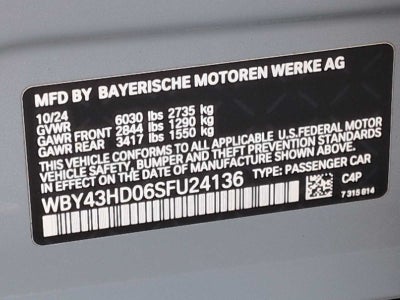 MFD BY BAYERISCHE MOTOREN WERKE AG
10/24
GVWR 6030 lbs 2735 kg
GAWR FRONT 2844 lbs 1290 kg
GAWR REAR 3417 lbs 1550 kg
THIS VEHICLE CONFORMS TO ALL APPLICABLE U.S.FEDERAL MOTOR
VEHICLE SAFETY, BUMPER, AND THEFT PREVENTION STANDARDS
IN EFFECT ON THE DATE OF MANUFACTURE SHOWN ABOVE.
WBY43HD06SFU24136 TYPE: PASSENGER CAR
C4P
7 315 814